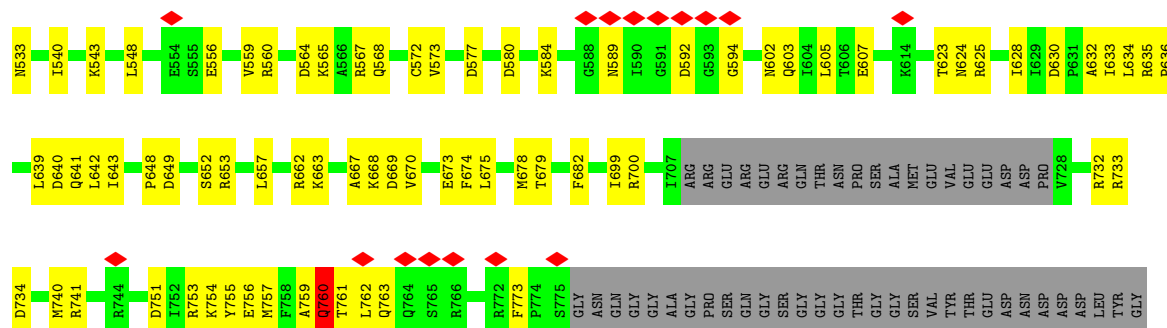 N533 I540 K543 L548 E554 S555 E556 V559 R560 D564 K565 A566 R567 Q568 C572 V573 D577 D580 K584 G588 N589 I590 G591 D592 G593 G594 N602 Q603 I604 L605 T606 E607 K614 T623 N624 R625 I628 I629 D630 P631 A632 I633 L634 R635 P636
L639 D640 Q641 L642 I643 P648 D649 S652 R653 L657 R662 K663 A667 K668 D669 V670 E673 F674 L675 M678 T679 F682 I699 R700 I707 ARG ARG GLU ARG GLU ARG GLN THR ASN PRO SER ALA MET GLU VAL GLU GLU ASP ASP PRO V728 R732 R733
D734 M740 R741 R744 D751 I752 R753 K754 Y755 E756 M757 F758 A759 Q760 T761 L762 Q763 Q764 S765 R766 R772 F773 P774 S775 GLY ASN GLN GLY GLY ALA GLY PRO SER GLN GLY SER GLY GLY GLY THR GLY GLY SER VAL TYR THR GLU ASP ASN ASP ASP ASP LEU TYR GLY